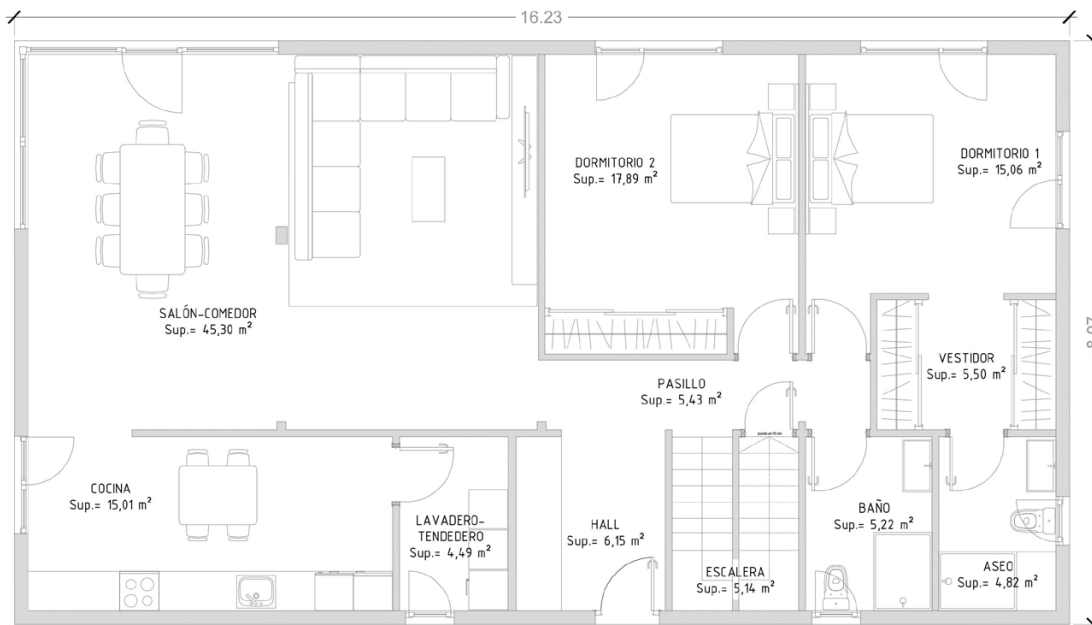 16.23
DORMITORIO 2
Sup.= 17,89 m²
DORMITORIO 1
Sup.= 15,06 m²
SALÓN-COMEDOR
Sup.= 45,30 m²
8.97
VESTIDOR
Sup.= 5,50 m²
PASILLO
Sup.= 5,43 m²
COCINA
Sup.= 15,01 m²
LAVADERO-
TENDEDERO
Sup.= 4,49 m²
HALL
Sup.= 6,15 m²
BAÑO
Sup.= 5,22 m²
ESCALERA
Sup.= 5,14 m²
ASEO
Sup.= 4,82 m²